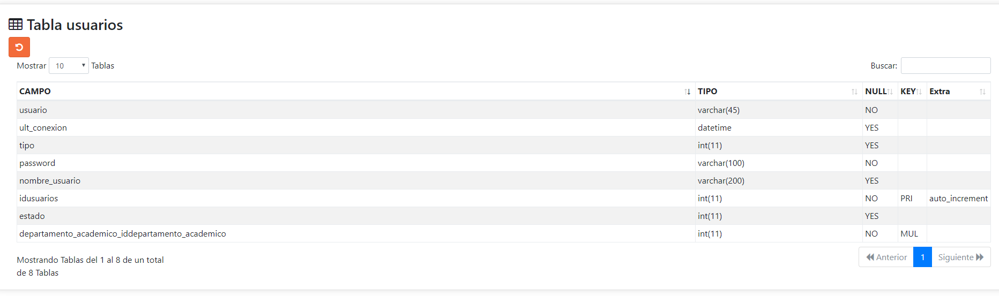 Tabla usuarios
Mostrar 10 Tablas
Buscar:
CAMPO TIPO NULL KEY Extra
usuario varchar(45) NO
ult_conexion datetime YES
tipo int(11) YES
password varchar(100) NO
nombre_usuario varchar(200) YES
idusuarios int(11) NO PRI auto_increment
estado int(11) YES
departamento_academico_iddepartamento_academico int(11) NO MUL
Mostrando Tablas del 1 al 8 de un total
de 8 Tablas
Anterior 1 Siguiente